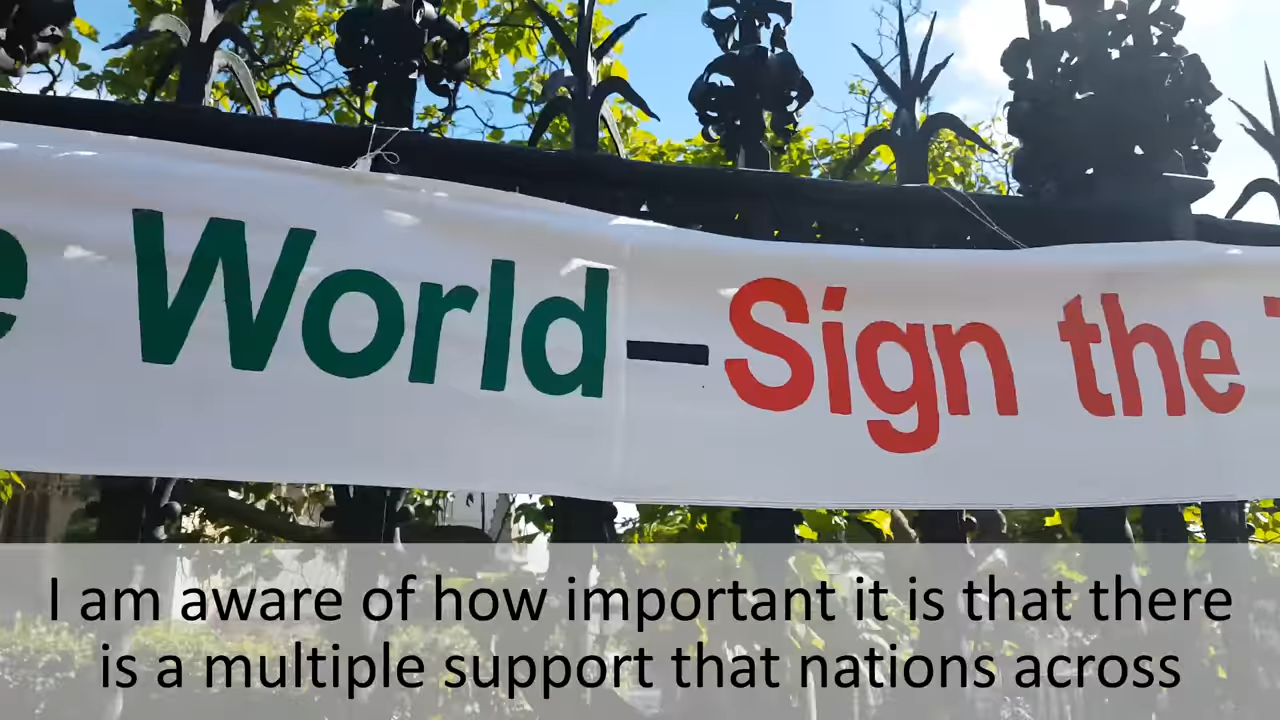 e World–Sign the T
I am aware of how important it is that there
is a multiple support that nations across